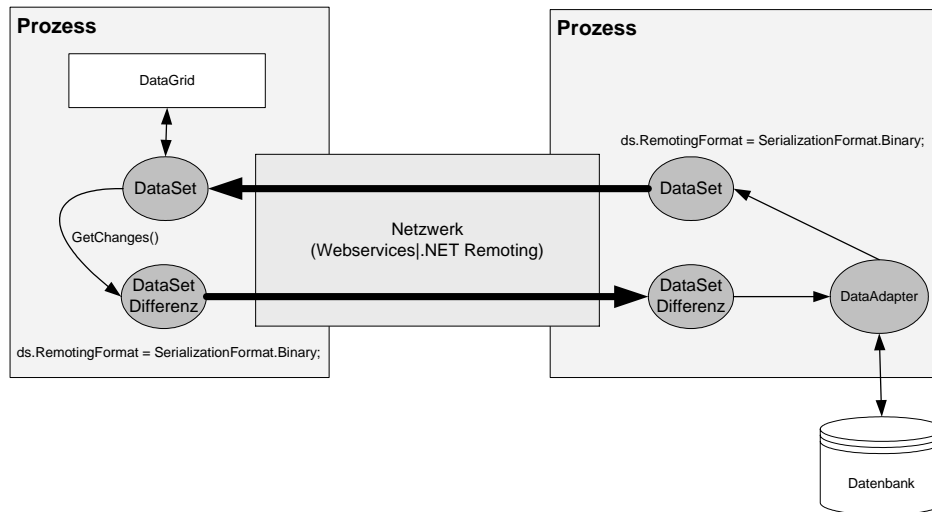 Prozess
DataGrid
DataSet
GetChanges()
DataSet
Differenz
ds.RemotingFormat = SerializationFormat.Binary;
Netzwerk
(Webservices|.NET Remoting)
Prozess
ds.RemotingFormat = SerializationFormat.Binary;
DataSet
DataSet
Differenz
DataAdapter
Datenbank